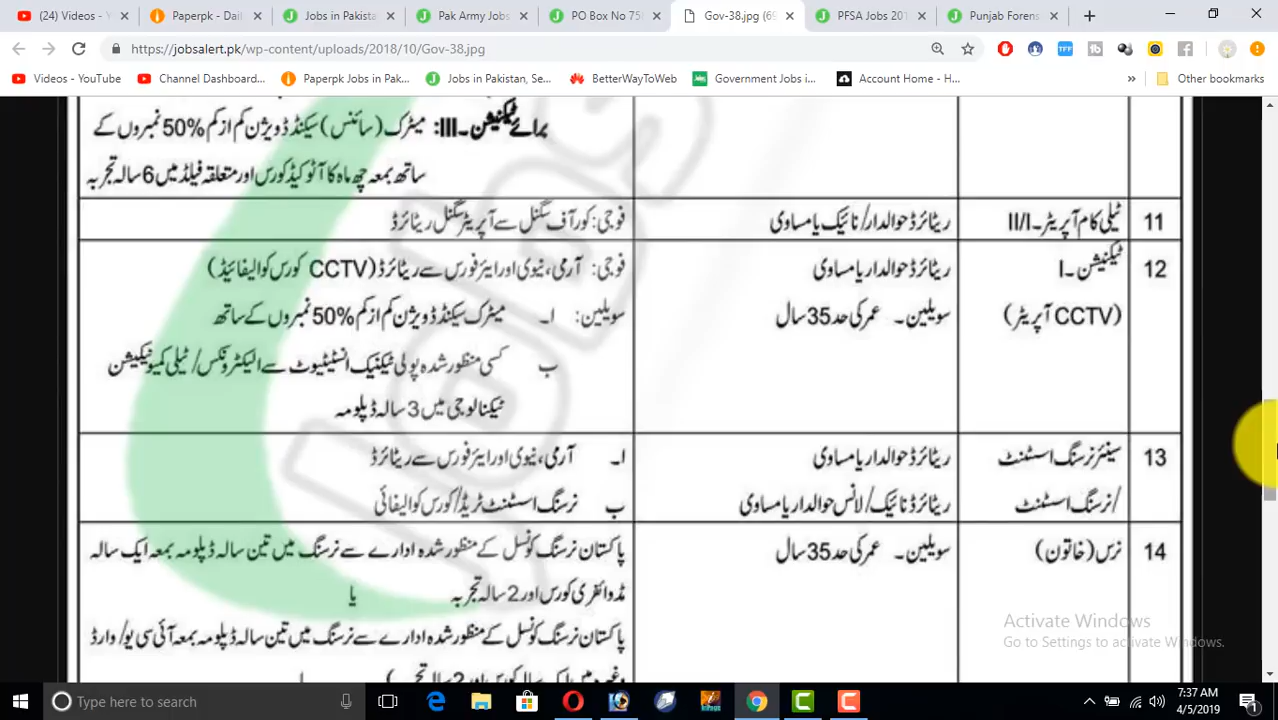 (24) Videos - Y
Paperpk - Dail
Jobs in Pakista
Pak Army Jobs
PO Box No 75
Gov-38.jpg (69
PFSA Jobs 201
Punjab Forens
https://jobsalert.pk/wp-content/uploads/2018/10/Gov-38.jpg
Videos - YouTube
Channel Dashboard...
Paperpk Jobs in Pak...
Jobs in Pakistan, Se...
BetterWayToWeb
Government Jobs i...
Account Home - H...
Other bookmarks
برائے ٹیکنیشن۔III: میٹرک (سائنس) سیکنڈ ڈویژن کم از کم %50 نمبروں کے
ساتھ بمعہ چھ ماہ کا آٹو کیڈ کورس اور متعلقہ فیلڈ میں 6 سالہ تجربہ
11 ٹیلی کام آپریٹر۔I/II ریٹائرڈ حوالدار/ نائیک یا مساوی فوجی: کور آف سگنل سے آپریٹر سگنل ریٹائرڈ
12 ٹیکنیشن۔I ریٹائرڈ حوالدار یا مساوی فوجی: آرمی، نیوی اور ایئر فورس سے ریٹائرڈ (CCTV کورس کوالیفائیڈ)
(CCTV آپریٹر) سویلین۔ عمر کی حد 35 سال سویلین: ا۔ میٹرک سیکنڈ ڈویژن کم از کم %50 نمبروں کے ساتھ
ب کسی منظور شدہ پولی ٹیکنیک انسٹیٹیوٹ سے الیکٹرونکس/ ٹیلی کمیونیکیشن
ٹیکنالوجی میں 3 سالہ ڈپلومہ
13 سینئر نرسنگ اسسٹنٹ ریٹائرڈ حوالدار یا مساوی ا۔ آرمی، نیوی اور ایئر فورس سے ریٹائرڈ
/نرسنگ اسسٹنٹ ریٹائرڈ نائیک/ لانس حوالدار یا مساوی ب نرسنگ اسسٹنٹ ٹریڈ/کورس کوالیفائی
14 نرس (خاتون) سویلین۔ عمر کی حد 35 سال پاکستان نرسنگ کونسل کے منظور شدہ ادارے سے نرسنگ میں تین سالہ ڈپلومہ بمعہ ایک سالہ
مڈوائفری کورس اور 2 سالہ تجربہ یا
پاکستان نرسنگ کونسل کے منظور شدہ ادارے سے نرسنگ میں تین سالہ ڈپلومہ بمعہ آئی سی یو/ وارڈ
Activate Windows
Go to Settings to activate Windows.
Type here to search
7:37 AM
4/5/2019